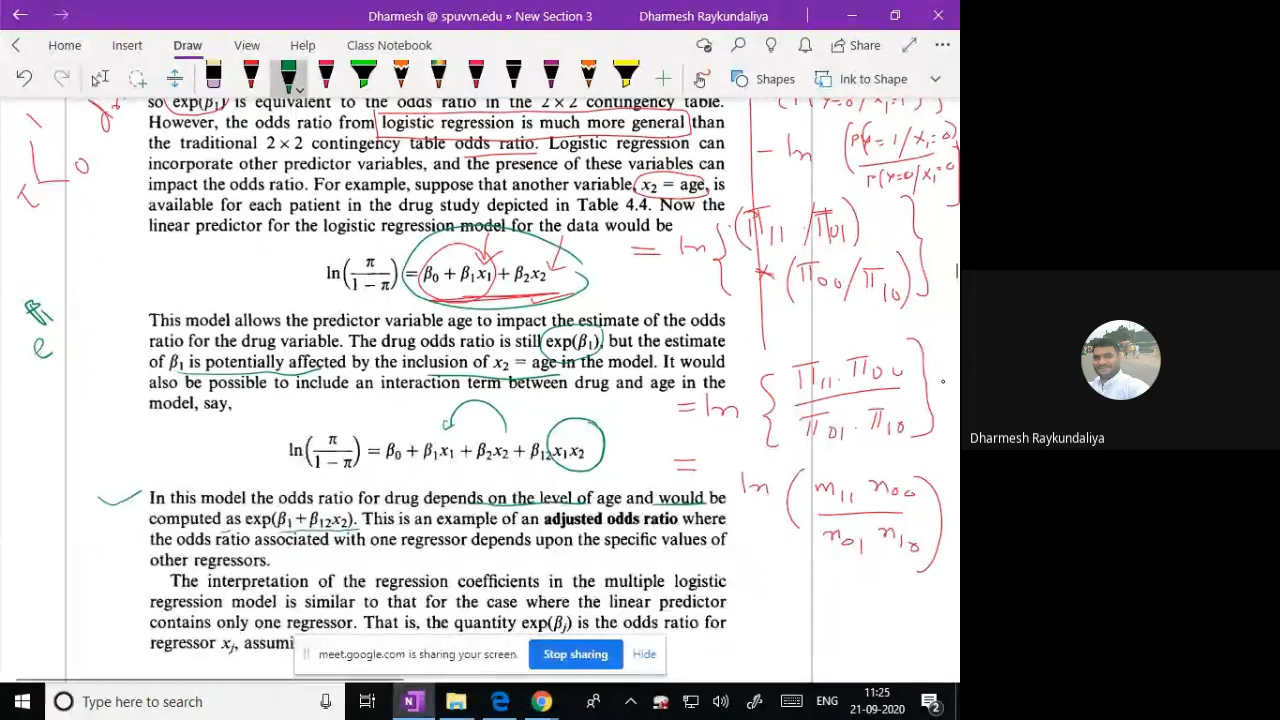 Dharmesh @ spuvvn.edu » New Section 3
Dharmesh Raykundaliya
Home Insert Draw View Help Class Notebook
Share
Shapes
Ink to Shape
so exp(β₁) is equivalent to the odds ratio in the 2 × 2 contingency table.
However, the odds ratio from logistic regression is much more general than
the traditional 2 × 2 contingency table odds ratio. Logistic regression can
incorporate other predictor variables, and the presence of these variables can
impact the odds ratio. For example, suppose that another variable, x₂ = age, is
available for each patient in the drug study depicted in Table 4.4. Now the
linear predictor for the logistic regression model for the data would be
ln(π / 1 − π) = β₀ + β₁x₁ + β₂x₂
This model allows the predictor variable age to impact the estimate of the odds
ratio for the drug variable. The drug odds ratio is still exp(β₁), but the estimate
of β₁ is potentially affected by the inclusion of x₂ = age in the model. It would
also be possible to include an interaction term between drug and age in the
model, say,
ln(π / 1 − π) = β₀ + β₁x₁ + β₂x₂ + β₁₂x₁x₂
In this model the odds ratio for drug depends on the level of age and would be
computed as exp(β₁ + β₁₂x₂). This is an example of an adjusted odds ratio where
the odds ratio associated with one regressor depends upon the specific values of
other regressors.
The interpretation of the regression coefficients in the multiple logistic
regression model is similar to that for the case where the linear predictor
contains only one regressor. That is, the quantity exp(βⱼ) is the odds ratio for
regressor xⱼ, assumi
− ln (P(Y=1/X₁=0) / P(Y=0/X₁=0
= ln { (π₁₁ / π₀₁)
× (π₀₀ / π₁₀) }
= ln { π₁₁ . π₀₀ / π₀₁ . π₁₀ }
= ln ( n₁₁ n₀₀ / n₀₁ n₁₀ )
β₁
e
Dharmesh Raykundaliya
meet.google.com is sharing your screen.
Stop sharing
Hide
Type here to search
ENG
11:25
21-09-2020
2